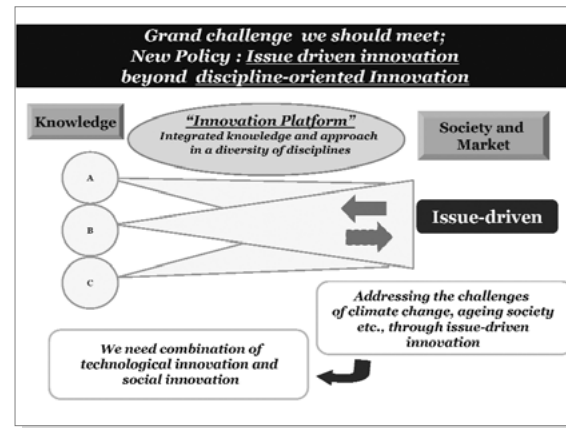 Grand challenge we should meet;
New Policy : Issue driven innovation
beyond discipline-oriented Innovation
Knowledge
"Innovation Platform"
Integrated knowledge and approach
in a diversity of disciplines
Society and
Market
A
B
C
Issue-driven
Addressing the challenges
of climate change, ageing society
etc., through issue-driven
innovation
We need combination of
technological innovation and
social innovation